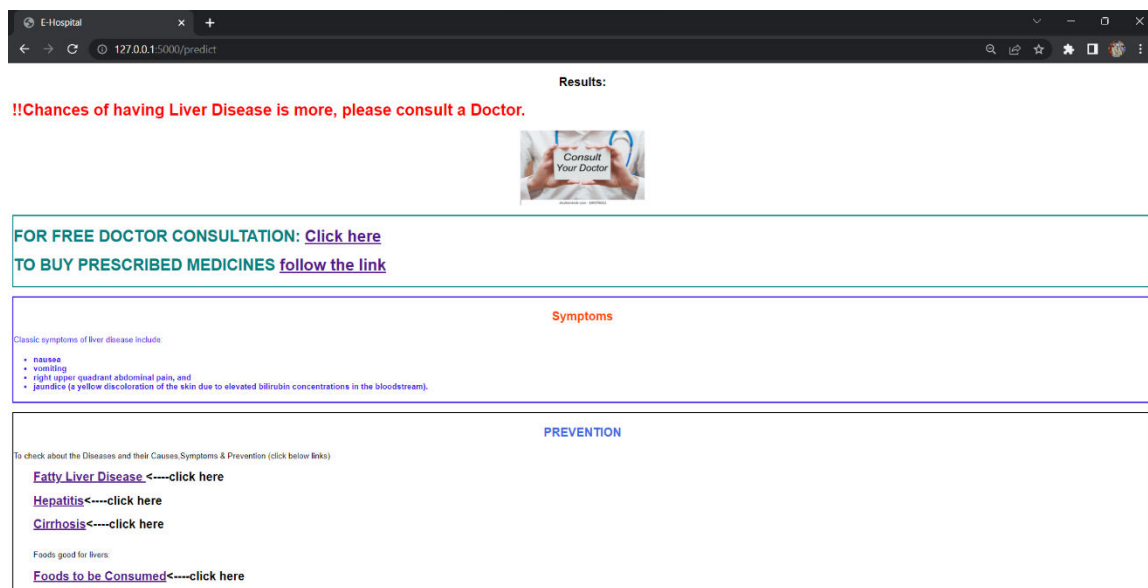 E-Hospital
127.0.0.1:5000/predict
Results:
!!Chances of having Liver Disease is more, please consult a Doctor.
Consult
Your Doctor
FOR FREE DOCTOR CONSULTATION: Click here
TO BUY PRESCRIBED MEDICINES follow the link
Symptoms
Classic symptoms of liver disease include:
nausea
vomiting
right upper quadrant abdominal pain, and
jaundice (a yellow discoloration of the skin due to elevated bilirubin concentrations in the bloodstream).
PREVENTION
To check about the Diseases and their Causes,Symptoms & Prevention (click below links)
Fatty Liver Disease <----click here
Hepatitis<----click here
Cirrhosis<----click here
Foods good for livers:
Foods to be Consumed<----click here